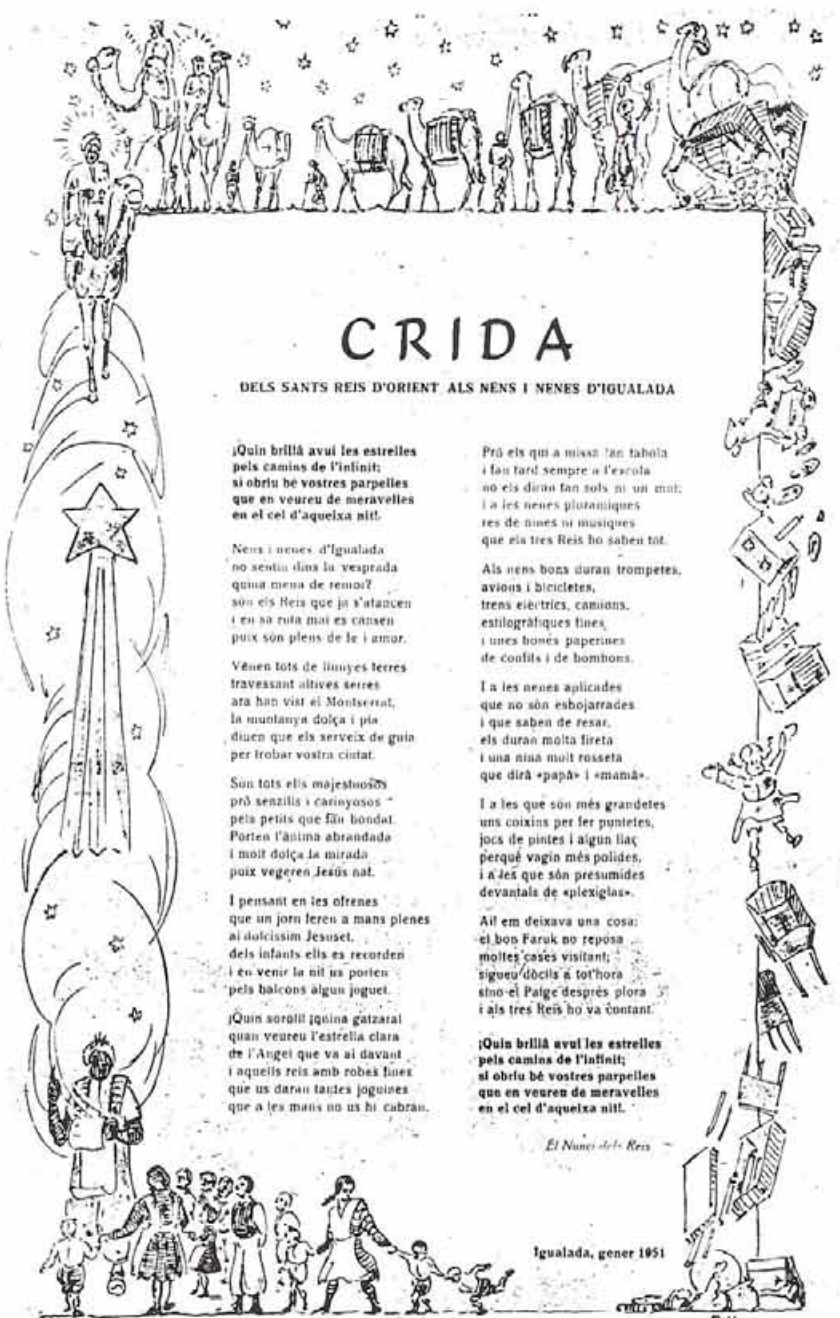 CRIDA
DELS SANTS REIS D'ORIENT ALS NENS I NENES D'IGUALADA
¡Quin brillâ avui les estrelles
pels camins de l'infinit;
si obriu bé vostres parpelles
que en veureu de meravelles
en el cel d'aqueixa nit!.
Nens i nenes d'Igualada
no sentiu dins la vesprada
quina mena de remor?
són els Reis que ja s'atancen
i en sa ruta mai es cansen
puix són plens de fe i amor.
Vénen tots de llunyes terres
travessant altives serres
ara han vist el Montserrat,
la muntanya dolça i pia
diuen que els serveix de guia
per trobar vostra ciutat.
Son tots ells majestuosos
prô senzills i carinyosos
pels petits que fan bondat.
Porten l'ànima abrandada
i molt dolça la mirada
puix vegeren Jesús nat.
I pensant en les ofrenes
que un jorn feren a mans plenes
al dolcíssim Jesuset,
dels infants ells es recorden
i en venir la nit us porten
pels balcons algun joguet.
¡Quin soroll! ¡quina gatzara!
quan veureu l'estrella clara
de l'Angel que va al davant
i aquells reis amb robes fines
que us daran tantes joguines
que a les mans no us hi cabran.
Prô els qui a missa fan tabola
i fan tard sempre a l'escola
no els diran tan sols ni un mot;
i a les nenes ploramiques
res de nines ni musiques
que els tres Reis ho saben tot.
Als nens bons duran trompetes,
avions i bicicletes,
trens elèctrics, camions,
estilogràfiques fines
i unes bones paperines
de confits i de bombons.
I a les nenes aplicades
que no són esbojarrades
i que saben de resar,
els duran molta fireta
i una nina molt rosseta
que dirà «papà» i «mamà».
I a les que són més grandetes
uns coixins per fer puntetes,
jocs de pintes i algun llaç
perquè vagin més polides,
i a les que són presumides
devantals de «plexiglas».
Ai! em deixava una cosa:
el bon Faruk no reposa
moltes cases visitant;
sigueu dòcils a tot'hora
sino el Patge després plora
i als tres Reis ho va contant.
¡Quin brillâ avui les estrelles
pels camins de l'infinit;
si obriu bé vostres parpelles
que en veureu de meravelles
en el cel d'aqueixa nit!.
El Nunci dels Reis
Igualada, gener 1951